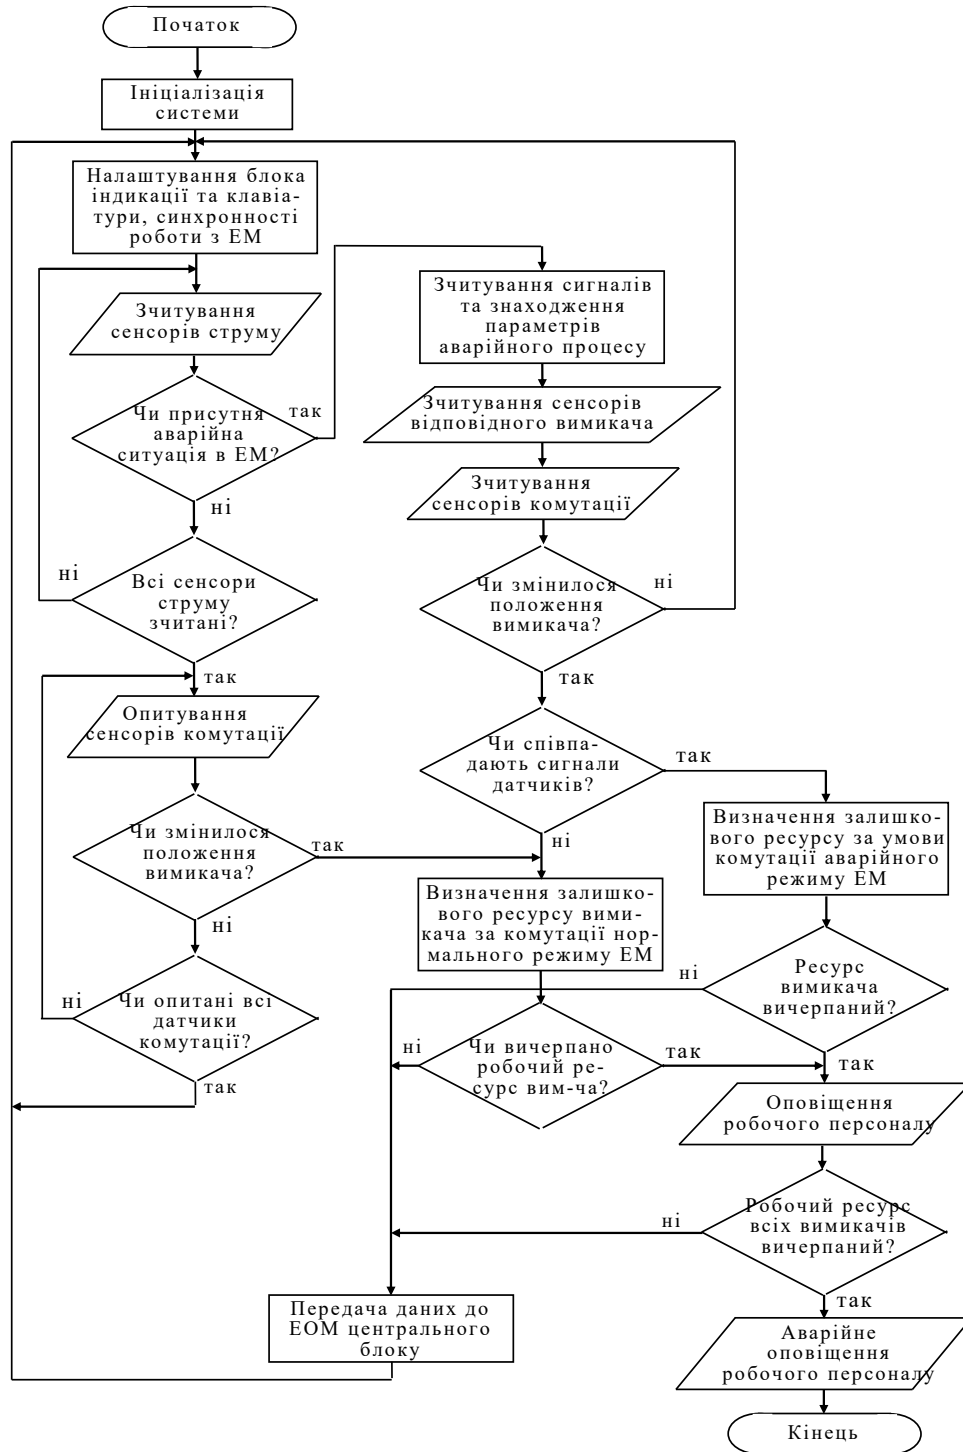 Початок
Ініціалізація
системи
Налаштування блока
індикації та клавіа-
тури, синхронності
роботи з ЕМ
Зчитування
сенсорів струму
Чи присутня
аварійна
ситуація в ЕМ?
так
ні
Всі сенсори
струму
зчитані?
ні
так
Опитування
сенсорів комутації
Чи змінилося
положення
вимикача?
так
ні
Чи опитані всі
датчики
комутації?
ні
так
Зчитування сигналів
та знаходження
параметрів
аварійного процесу
Зчитування сенсорів
відповідного вимикача
Зчитування
сенсорів комутації
Чи змінилося
положення
вимикача?
ні
так
Чи співпа-
дають сигнали
датчиків?
так
ні
Визначення залишко-
вого ресурсу вими-
кача за комутації нор-
мального режиму ЕМ
Чи вичерпано
робочий ре-
сурс вим-ча?
ні
так
Визначення залишко-
вого ресурсу за умови
комутації аварійного
режиму ЕМ
Ресурс
вимикача
вичерпаний?
ні
так
Оповіщення
робочого персоналу
Робочий ресурс
всіх вимикачів
вичерпаний?
ні
так
Передача даних до
ЕОМ центрального
блоку
Аварійне
оповіщення
робочого персоналу
Кінець